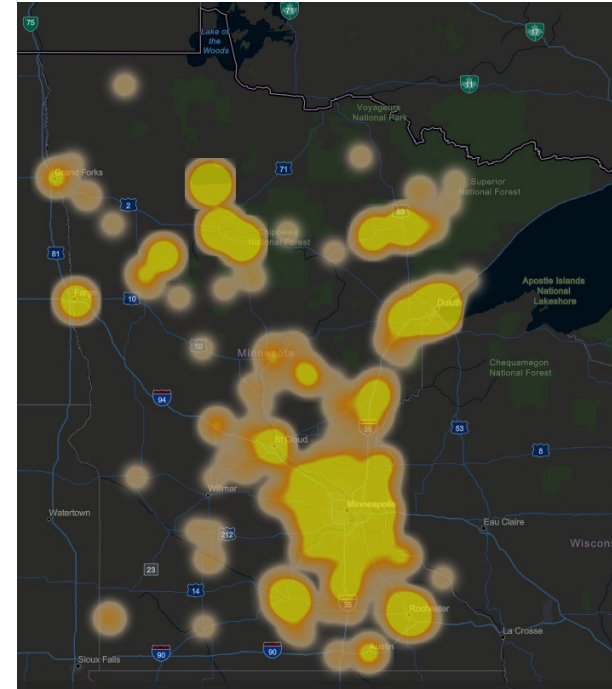 71
75
17
Lake of
the
Woods
11
Voyageurs
National Park
71
Grand Forks
Superior
National Forest
2
53
Chippewa
National Forest
81
Apostle Islands
National
Lakeshore
Fargo
10
Duluth
10
Minnesota
Chequamegon
National Forest
94
35
53
St Cloud
8
Willmar
Minneapolis
Watertown
Eau Claire
212
Wiscons
23
14
35
Rochester
La Crosse
90
90
Austin
Sioux Falls